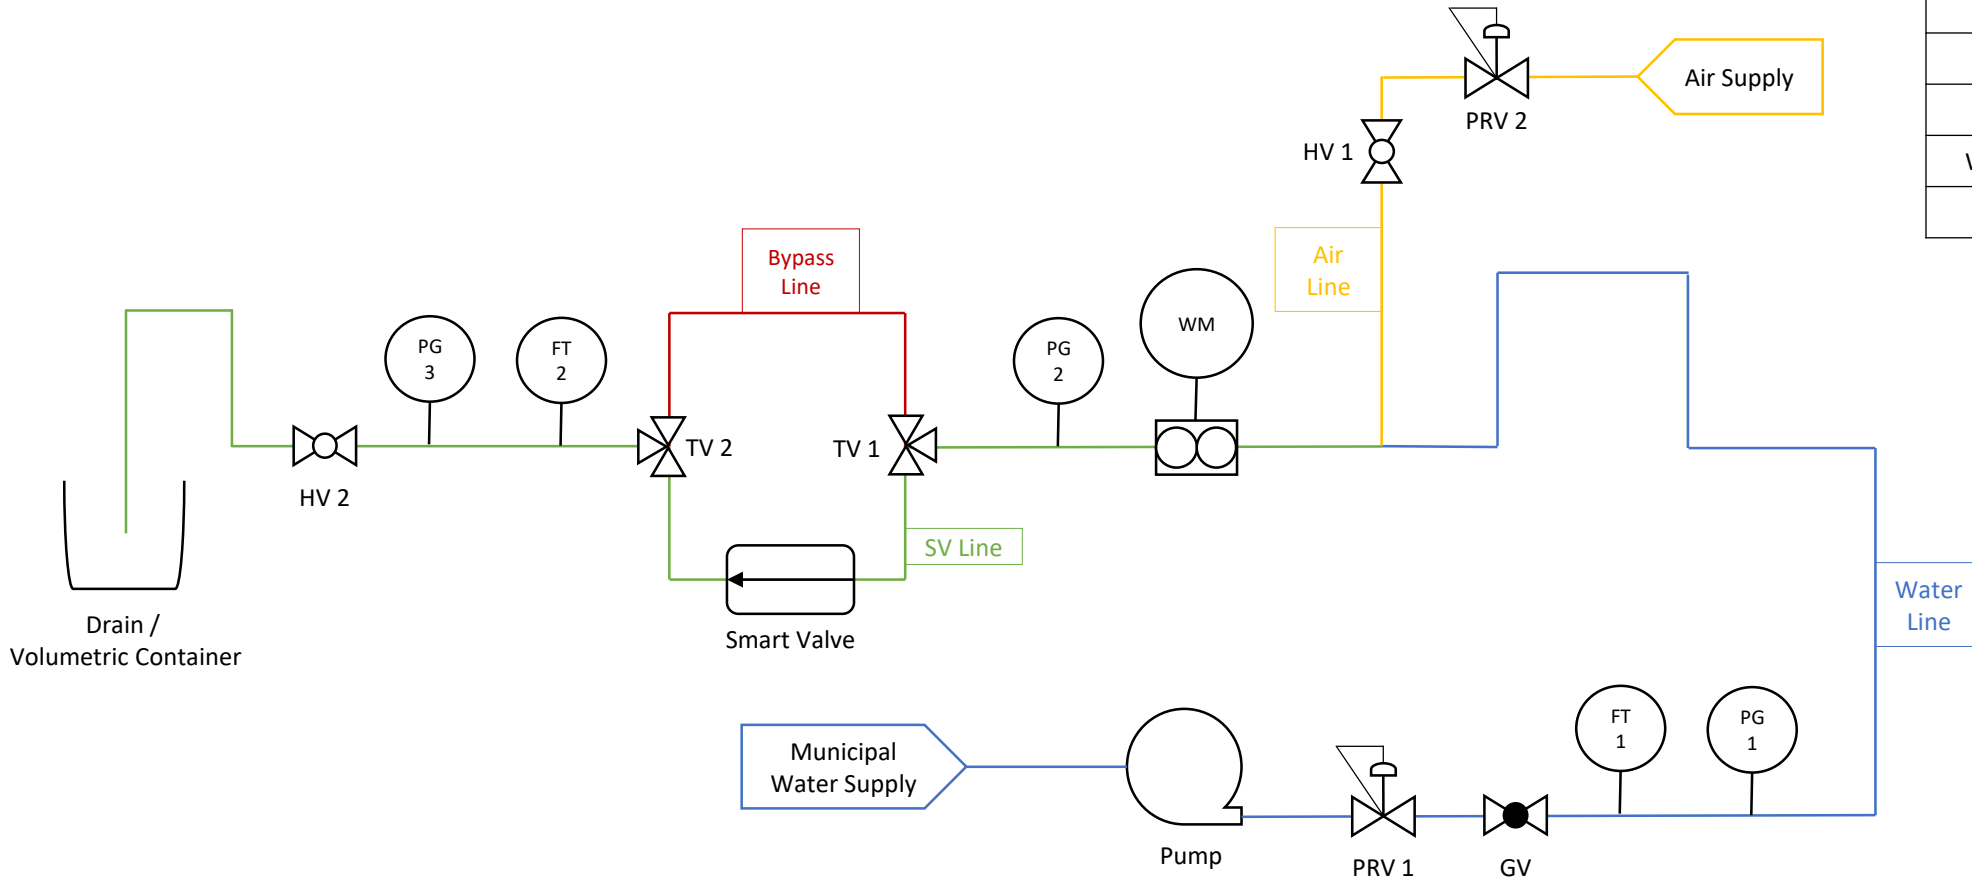 Air Supply
PRV 2
HV 1
Bypass
Line
Air
Line
WM
PG
3
FT
2
PG
2
TV 2
TV 1
HV 2
SV Line
Smart Valve
Drain /
Volumetric Container
Water
Line
Municipal
Water Supply
Pump
PRV 1
GV
FT
1
PG
1